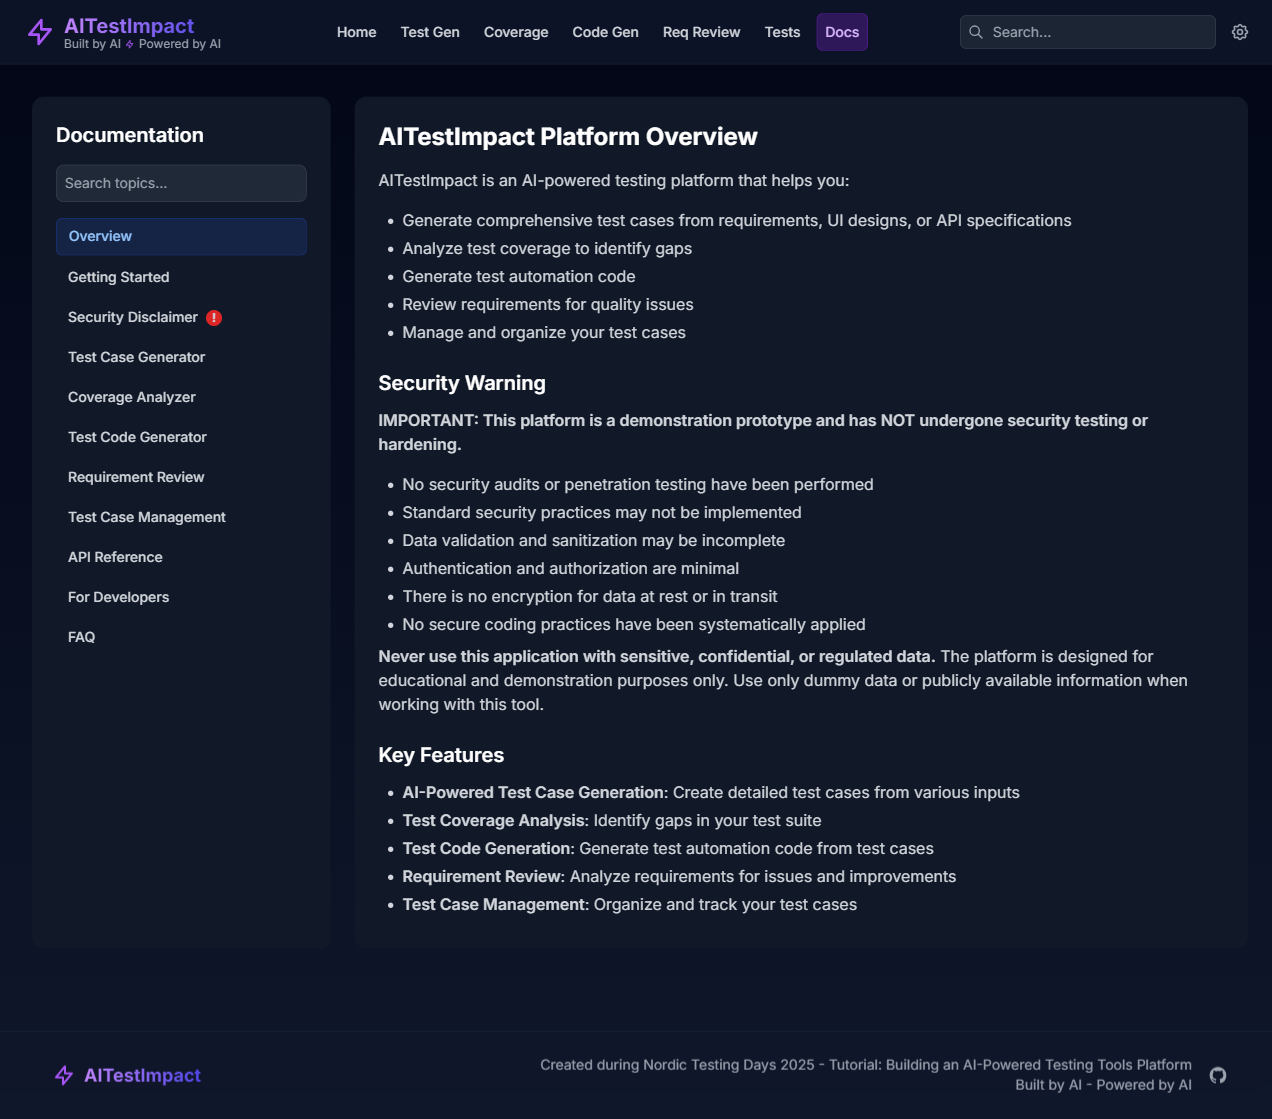 AITestImpact
Built by AI ⚡ Powered by AI
Home
Test Gen
Coverage
Code Gen
Req Review
Tests
Docs
Search...
Documentation
Search topics...
Overview
Getting Started
Security Disclaimer !
Test Case Generator
Coverage Analyzer
Test Code Generator
Requirement Review
Test Case Management
API Reference
For Developers
FAQ
AITestImpact Platform Overview
AITestImpact is an AI-powered testing platform that helps you:
• Generate comprehensive test cases from requirements, UI designs, or API specifications
• Analyze test coverage to identify gaps
• Generate test automation code
• Review requirements for quality issues
• Manage and organize your test cases
Security Warning
IMPORTANT: This platform is a demonstration prototype and has NOT undergone security testing or
hardening.
• No security audits or penetration testing have been performed
• Standard security practices may not be implemented
• Data validation and sanitization may be incomplete
• Authentication and authorization are minimal
• There is no encryption for data at rest or in transit
• No secure coding practices have been systematically applied
Never use this application with sensitive, confidential, or regulated data. The platform is designed for
educational and demonstration purposes only. Use only dummy data or publicly available information when
working with this tool.
Key Features
• AI-Powered Test Case Generation: Create detailed test cases from various inputs
• Test Coverage Analysis: Identify gaps in your test suite
• Test Code Generation: Generate test automation code from test cases
• Requirement Review: Analyze requirements for issues and improvements
• Test Case Management: Organize and track your test cases
AITestImpact
Created during Nordic Testing Days 2025 - Tutorial: Building an AI-Powered Testing Tools Platform
Built by AI - Powered by AI